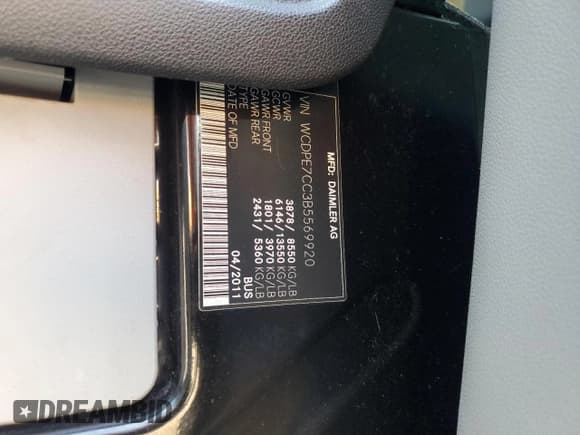 MFD: DAIMLER AG
VIN WCDPE7CC3B5569920
GVWR 3878/ 8550 KG/LB
GCWR 6146/13550 KG/LB
GAWR FRONT 1801/ 3970 KG/LB
GAWR REAR 2431/ 5360 KG/LB
TYPE BUS
DATE OF MFD 04/2011
DREAMBID